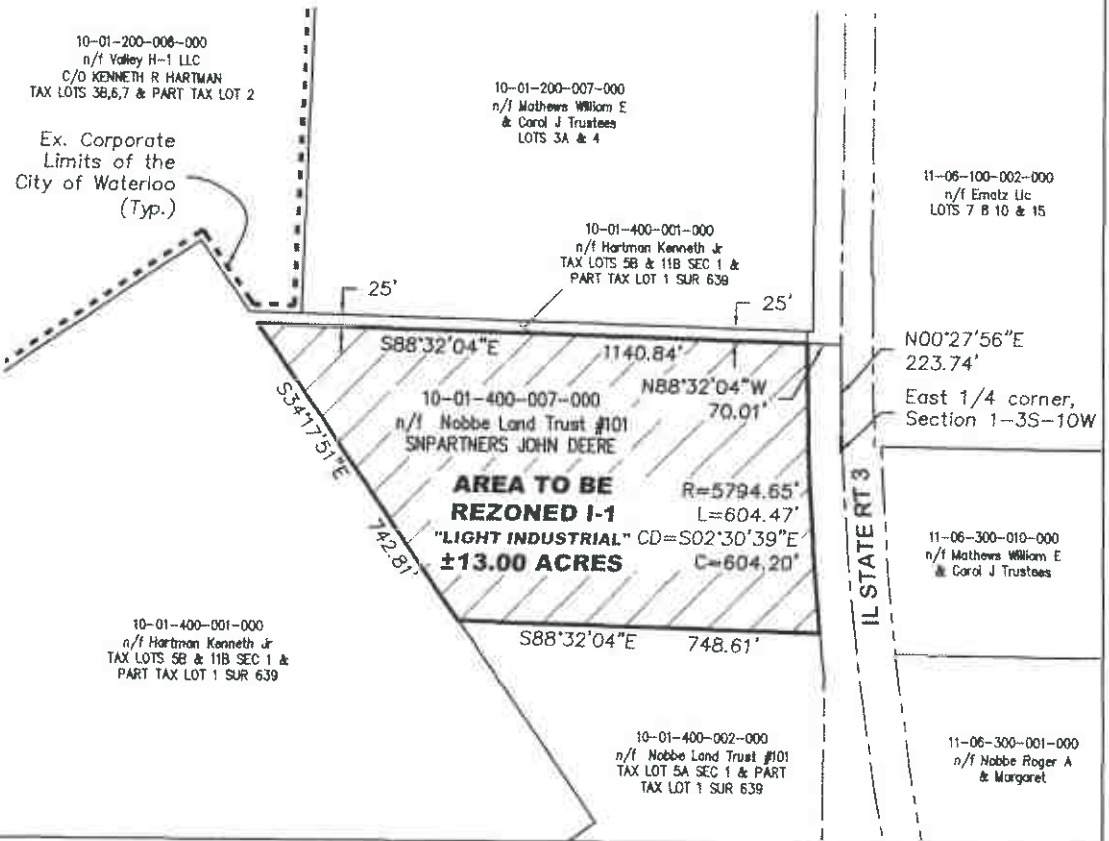 10-01-200-006-000
n/f Valley H-1 LLC
C/O KENNETH R HARTMAN
TAX LOTS 3B,6,7 & PART TAX LOT 2
Ex. Corporate
Limits of the
City of Waterloo
(Typ.)
10-01-200-007-000
n/f Mathews William E
& Carol J Trustees
LOTS 3A & 4
10-01-400-001-000
n/f Hartman Kenneth Jr
TAX LOTS 5B & 11B SEC 1 &
PART TAX LOT 1 SUR 639
11-06-100-002-000
n/f Ematz Llc
LOTS 7 8 10 & 15
25'
25'
S88°32'04"E
1140.84'
N88°32'04"W
70.01'
N00°27'56"E
223.74'
East 1/4 corner,
Section 1-3S-10W
S34°17'51"E
742.81'
10-01-400-007-000
n/f Nobbe Land Trust #101
SNPARTNERS JOHN DEERE
AREA TO BE
REZONED I-1
"LIGHT INDUSTRIAL"
±13.00 ACRES
R=5794.65'
L=604.47'
CD=S02°30'39"E
C=604.20'
IL STATE RT 3
11-06-300-010-000
n/f Mathews William E
& Carol J Trustees
S88°32'04"E
748.61'
10-01-400-001-000
n/f Hartman Kenneth Jr
TAX LOTS 5B & 11B SEC 1 &
PART TAX LOT 1 SUR 639
10-01-400-002-000
n/f Nobbe Land Trust #101
TAX LOT 5A SEC 1 & PART
TAX LOT 1 SUR 639
11-06-300-001-000
n/f Nobbe Roger A
& Margaret